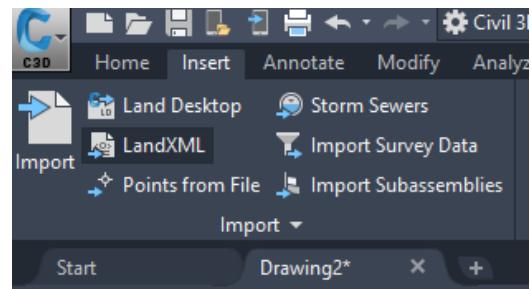 Civil 3
C3D
Home Insert Annotate Modify Analyz
Import
Land Desktop
Storm Sewers
LandXML
Import Survey Data
Points from File
Import Subassemblies
Import
Start
Drawing2*